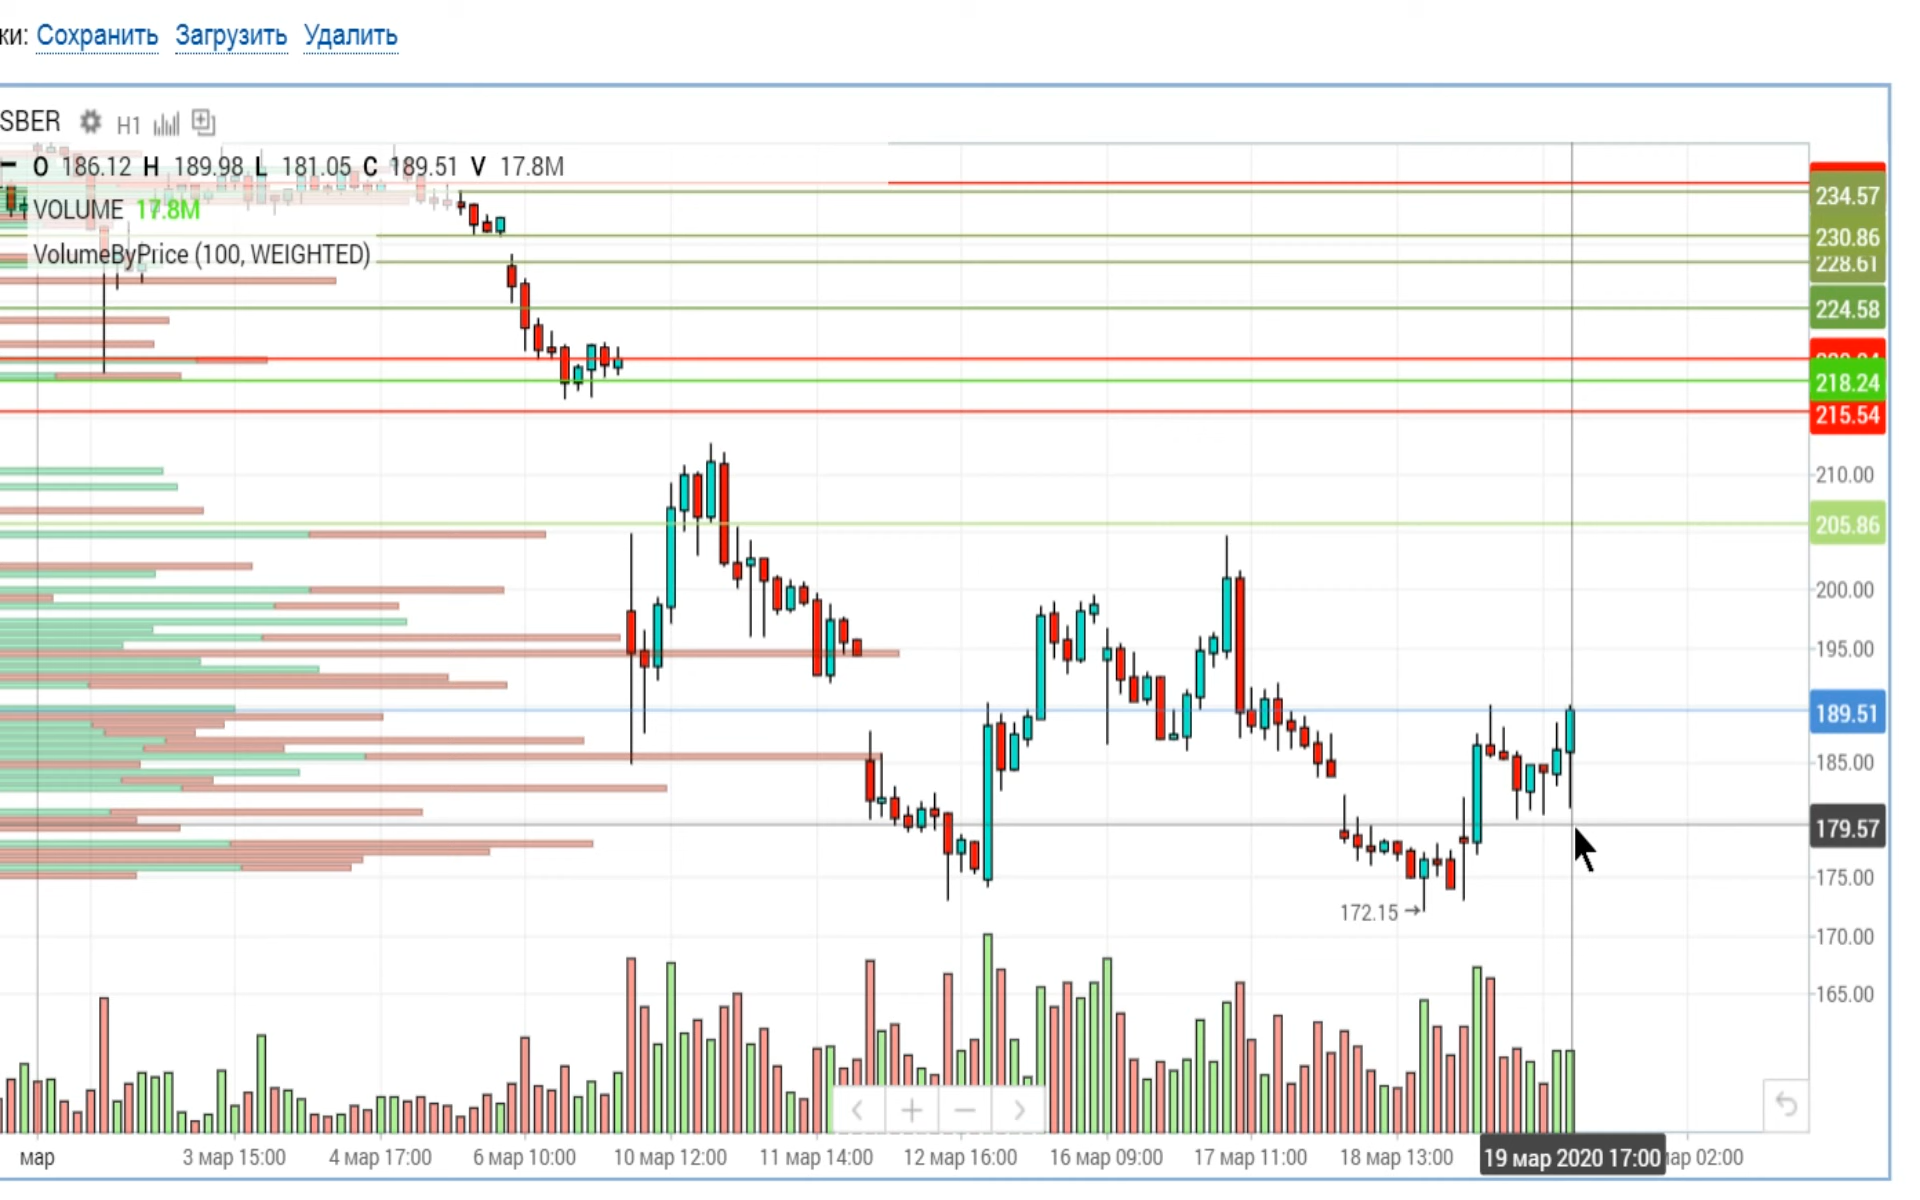 ки: Сохранить Загрузить Удалить
SBER H1
O 186.12 H 189.98 L 181.05 C 189.51 V 17.8M
VOLUME 17.8M
VolumeByPrice (100, WEIGHTED)
234.57
230.86
228.61
224.58
218.24
215.54
210.00
205.86
200.00
195.00
189.51
185.00
179.57
175.00
172.15 →
170.00
165.00
мар 3 мар 15:00 4 мар 17:00 6 мар 10:00 10 мар 12:00 11 мар 14:00 12 мар 16:00 16 мар 09:00 17 мар 11:00 18 мар 13:00 19 мар 2020 17:00 мар 02:00